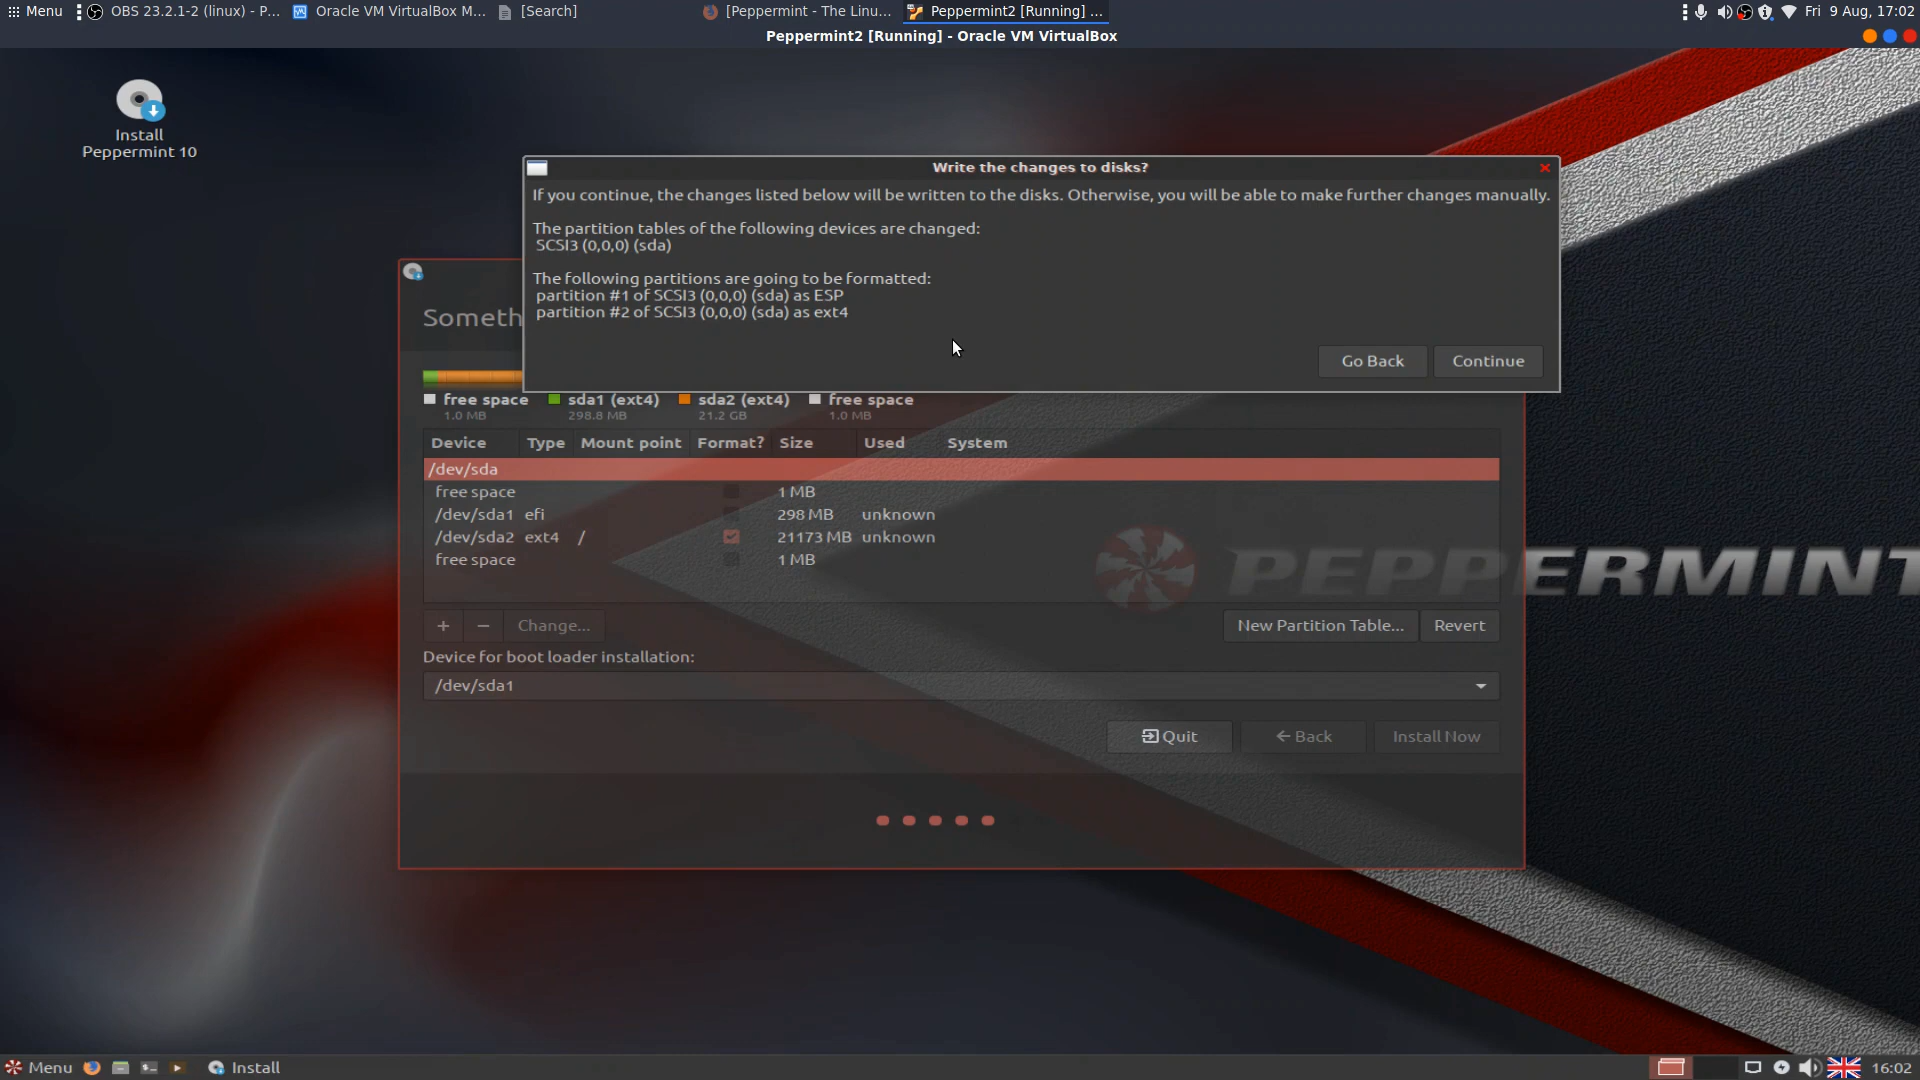 Menu
OBS 23.2.1-2 (linux) - P...
Oracle VM VirtualBox M...
[Search]
[Peppermint - The Linu...
Peppermint2 [Running] ...
Fri 9 Aug, 17:02
Peppermint2 [Running] - Oracle VM VirtualBox
Install
Peppermint 10
Write the changes to disks?
If you continue, the changes listed below will be written to the disks. Otherwise, you will be able to make further changes manually.
The partition tables of the following devices are changed:
SCSI3 (0,0,0) (sda)
The following partitions are going to be formatted:
partition #1 of SCSI3 (0,0,0) (sda) as ESP
partition #2 of SCSI3 (0,0,0) (sda) as ext4
Go Back
Continue
Someth
free space
sda1 (ext4)
sda2 (ext4)
free space
1.0 MB
298.8 MB
21.2 GB
1.0 MB
Device Type Mount point Format? Size Used System
/dev/sda
free space 1 MB
/dev/sda1 efi 298 MB unknown
/dev/sda2 ext4 / 21173 MB unknown
free space 1 MB
PEPPERMINT
+ − Change...
New Partition Table...
Revert
Device for boot loader installation:
/dev/sda1
Quit
Back
Install Now
Menu
Install
16:02